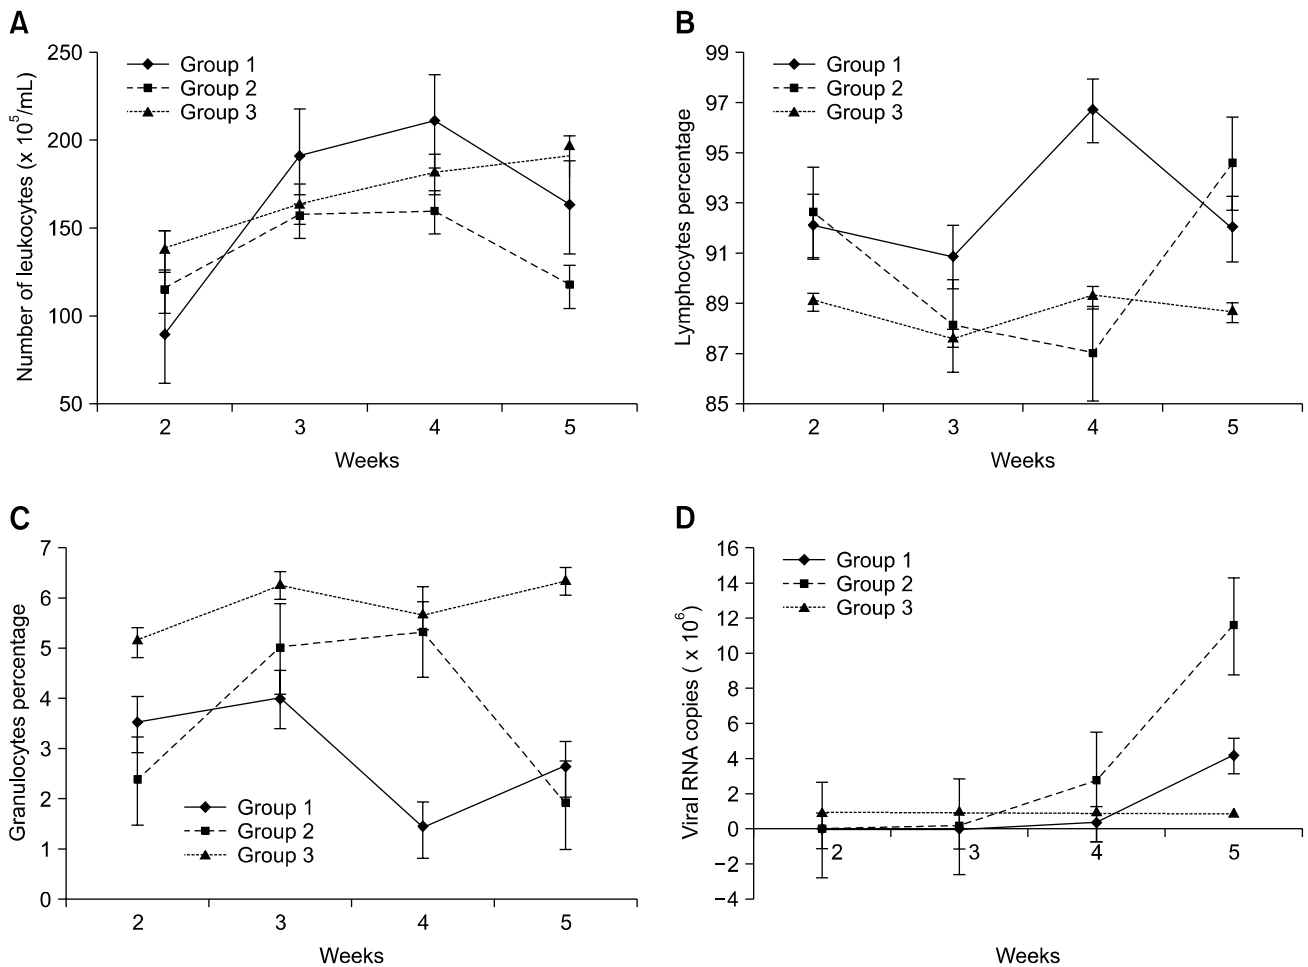 A
Number of leukocytes (x 10⁵/mL)
250
200
150
100
50
Group 1
Group 2
Group 3
2 3 4 5
Weeks
B
Lymphocytes percentage
99
97
95
93
91
89
87
85
Group 1
Group 2
Group 3
2 3 4 5
Weeks
C
Granulocytes percentage
7
6
5
4
3
2
1
0
Group 1
Group 2
Group 3
2 3 4 5
Weeks
D
Viral RNA copies ( x 10⁶)
16
14
12
10
8
6
4
2
0
−2
−4
Group 1
Group 2
Group 3
2 3 4 5
Weeks